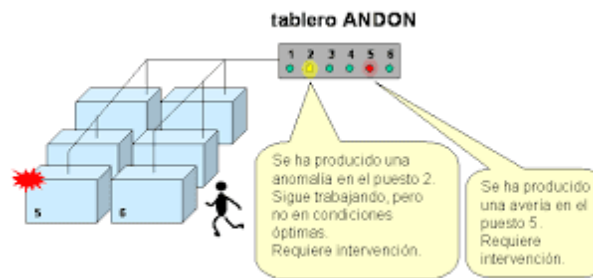 tablero ANDON
1 2 3 4 5 6
Se ha producido una
anomalía en el puesto 2.
Sigue trabajando, pero
no en condiciones
óptimas.
Requiere intervención.
Se ha producido
una avería en el
puesto 5.
Requiere
intervención.
5
6